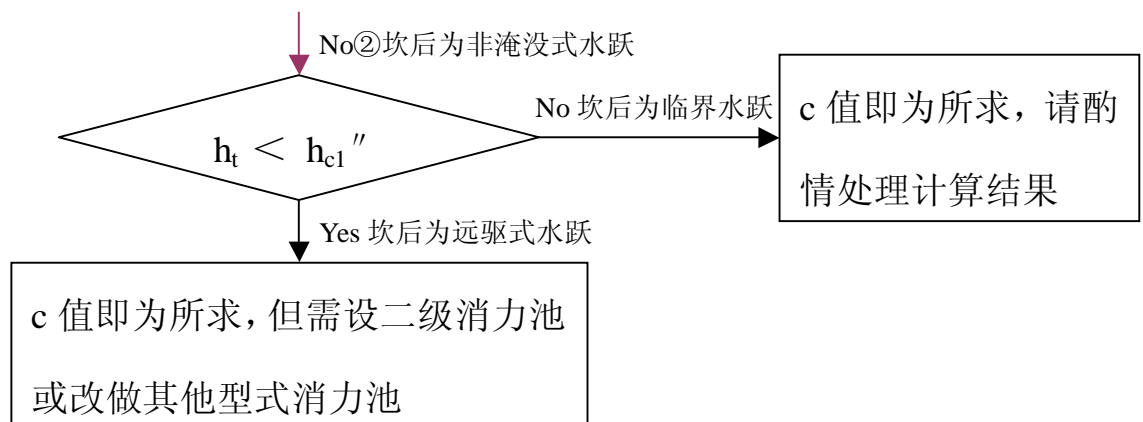 No②坎后为非淹没式水跃
No 坎后为临界水跃
c 值即为所求，请酌
情处理计算结果
hₜ ＜ h_c1″
Yes 坎后为远驱式水跃
c 值即为所求，但需设二级消力池
或改做其他型式消力池